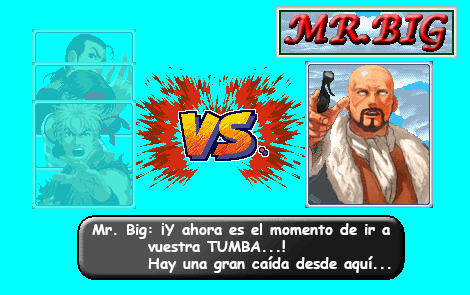 MR.BIG
VS.
Mr. Big: ¡Y ahora es el momento de ir a
vuestra TUMBA...!
Hay una gran caída desde aquí...